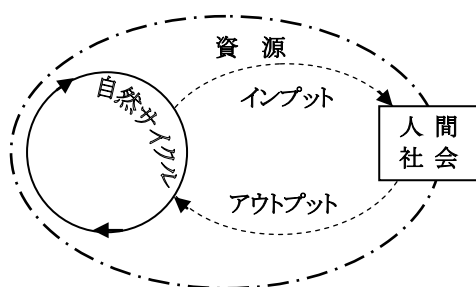 資 源
自然サイクル
インプット
人 間
社 会
アウトプット